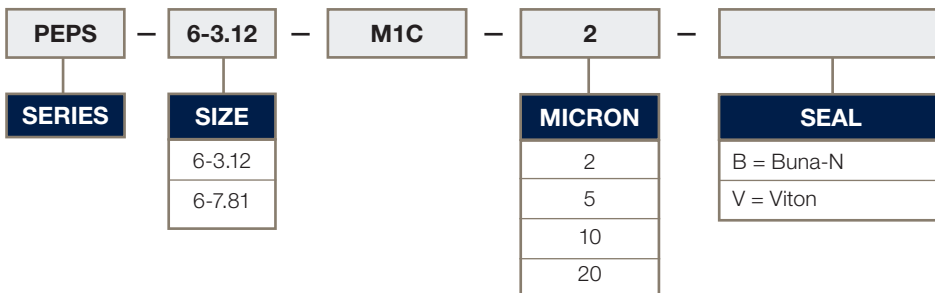 PEPS – 6-3.12 – M1C – 2 –
SERIES SIZE MICRON SEAL
6-3.12 2 B = Buna-N
6-7.81 5 V = Viton
10
20